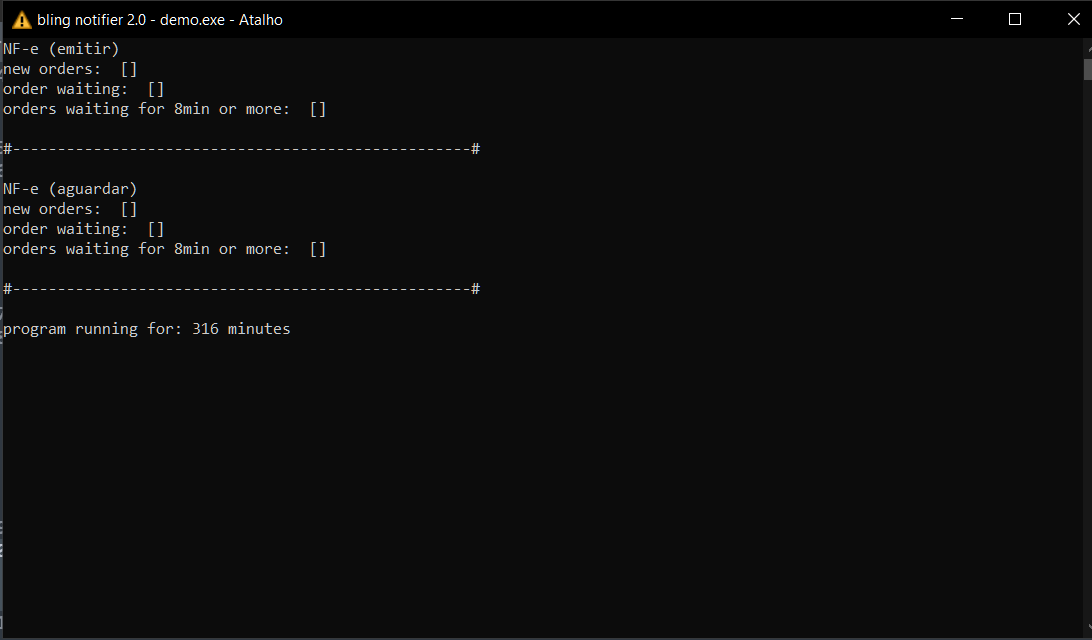 bling notifier 2.0 - demo.exe - Atalho
NF-e (emitir)
new orders:  []
order waiting:  []
orders waiting for 8min or more:  []
#---------------------------------------------------#
NF-e (aguardar)
new orders:  []
order waiting:  []
orders waiting for 8min or more:  []
#---------------------------------------------------#
program running for: 316 minutes